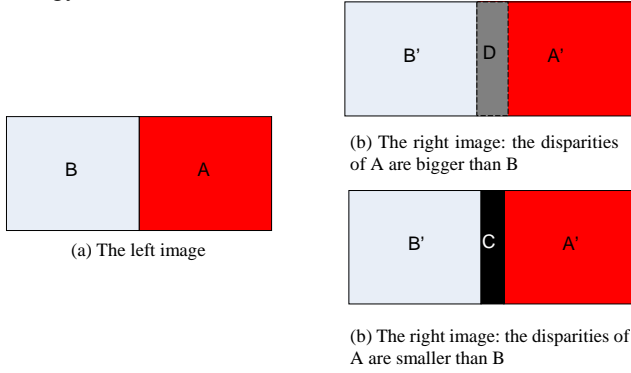 B' D A'
(b) The right image: the disparities
of A are bigger than B
B A
(a) The left image
B' C A'
(b) The right image: the disparities of
A are smaller than B